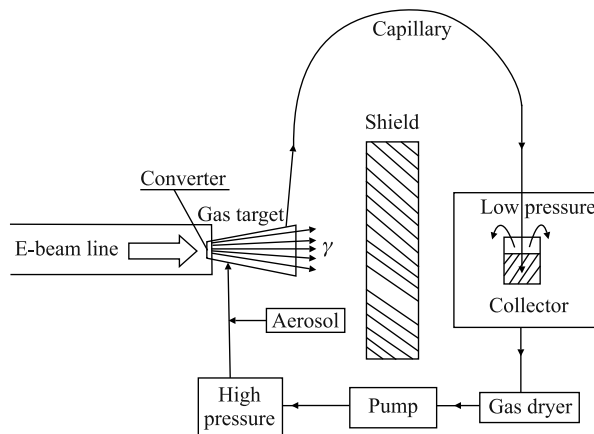 Capillary
Shield
Converter
Gas target
E-beam line
γ
Low pressure
Collector
Aerosol
High
pressure
Pump
Gas dryer